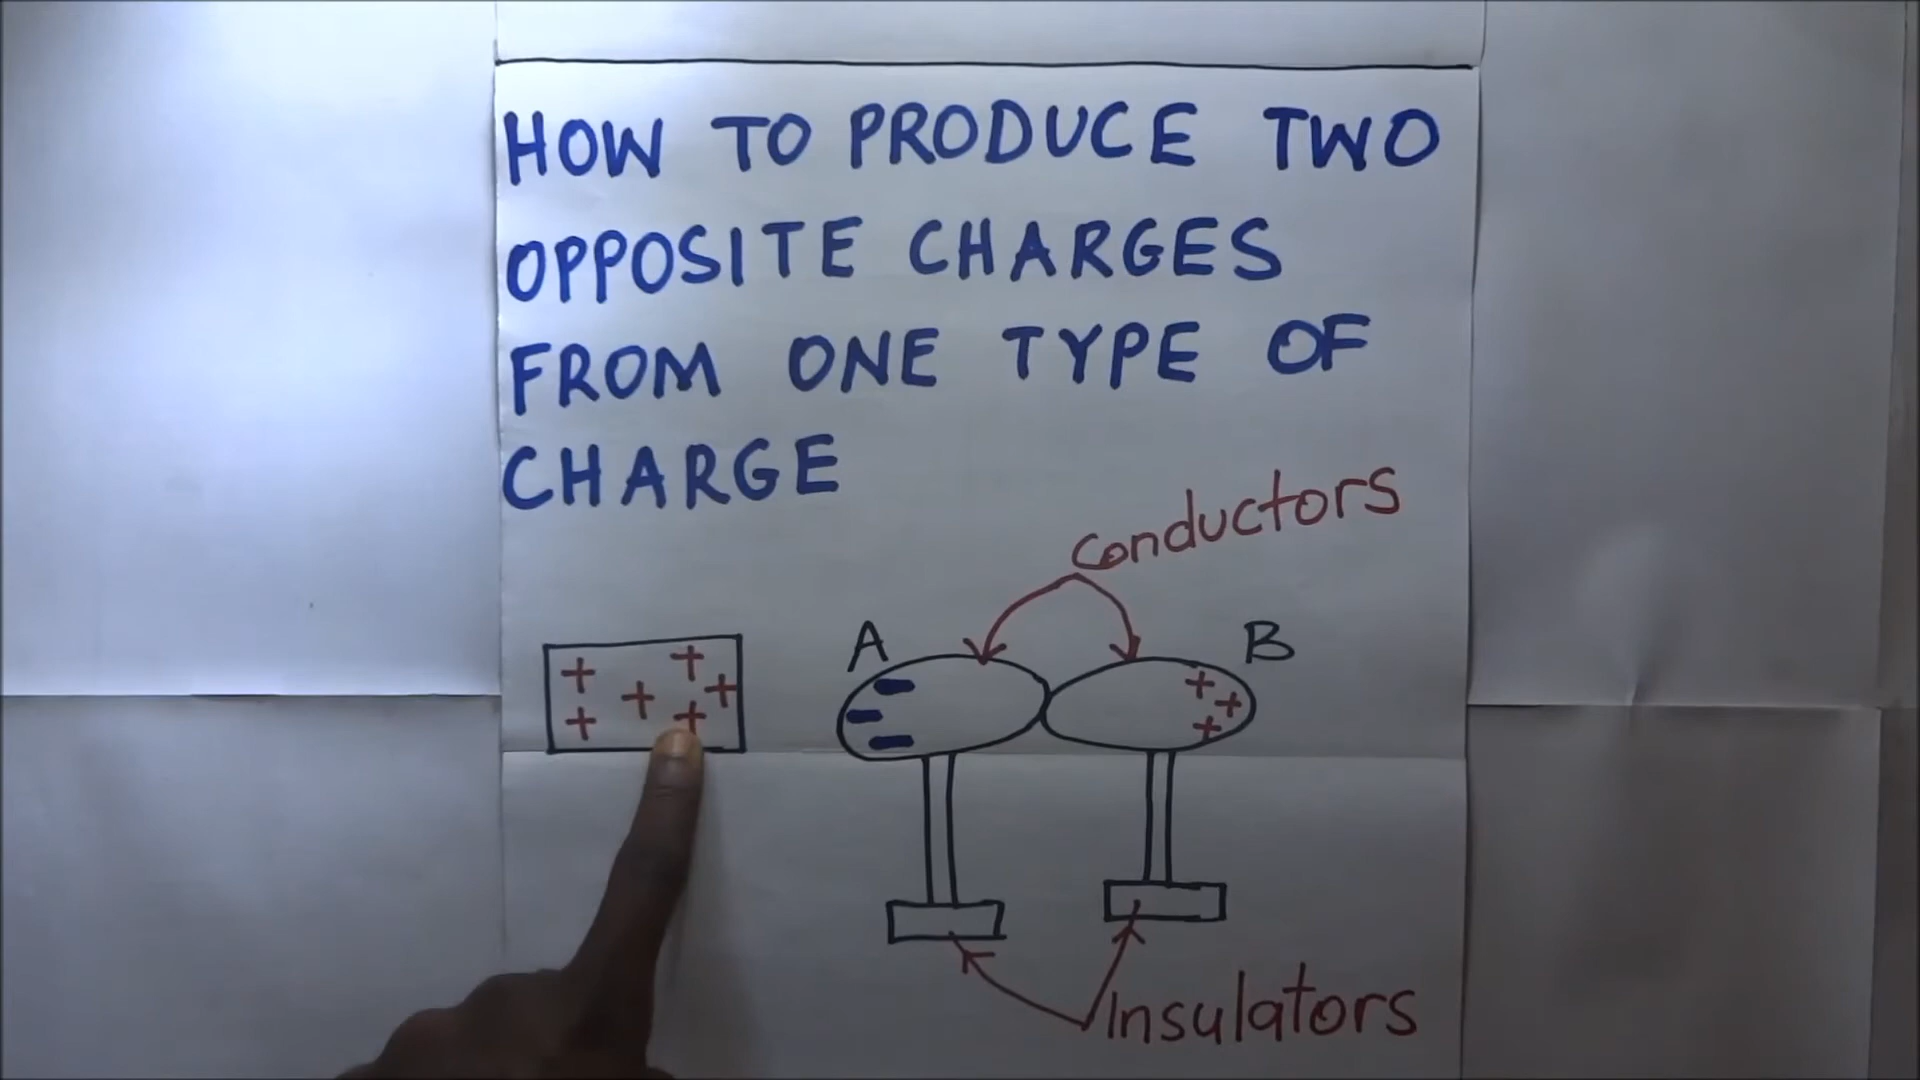 HOW TO PRODUCE TWO
OPPOSITE CHARGES
FROM ONE TYPE OF
CHARGE
Conductors
A
B
+ + + + + +
- - -
+ + +
Insulators